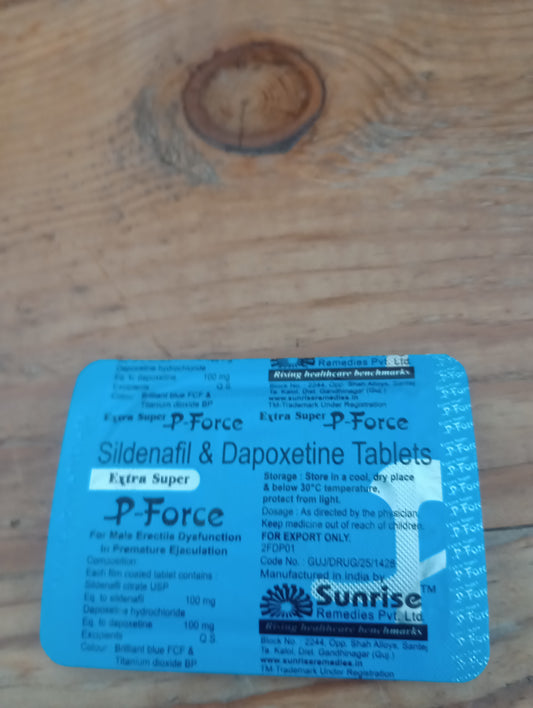 Dapoxetine hydrochloride
Eq. to dapoxetine 100 mg
Excipients Q.S.
Colour: Brilliant blue FCF &
Titanium dioxide BP
Remedies Pvt. Ltd.
Rising healthcare benchmarks
Block No. 2244, Opp. Shah Alloys, Santej
Ta. Kalol, Dist. Gandhinagar (Guj.)
www.sunriseremedies.in
TM-Trademark Under Registration
Extra Super P-Force Extra Super P-Force
Sildenafil & Dapoxetine Tablets
Extra Super
P-Force
For Male Erectile Dysfunction
In Premature Ejaculation
Composition:
Each film coated tablet contains :
Sildenafil citrate USP
Eq. to sildenafil 100 mg
Dapoxetine hydrochloride
Eq. to dapoxetine 100 mg
Excipients Q.S.
Colour: Brilliant blue FCF &
Titanium dioxide BP
Storage : Store in a cool, dry place
& below 30°C temperature,
protect from light.
Dosage : As directed by the physician
Keep medicine out of reach of children.
FOR EXPORT ONLY.
2FDP01
Code No. : GUJ/DRUG/25/1426
Manufactured in India by
Sunrise TM
Remedies Pvt. Ltd.
Rising healthcare benchmarks
Block No. : 2244, Opp. Shah Alloys, Santej
Ta. Kalol, Dist. Gandhinagar (Guj.)
www.sunriseremedies.in
TM-Trademark Under Registration